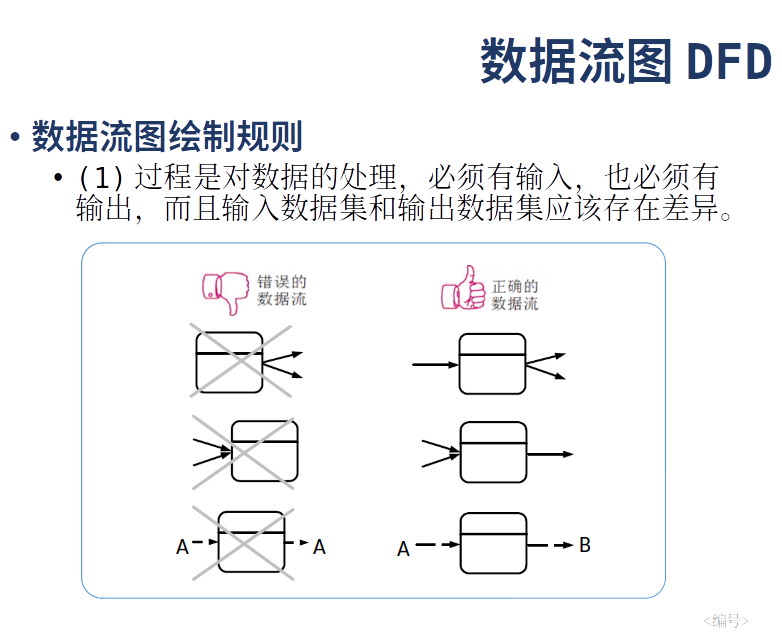 数据流图 DFD
• 数据流图绘制规则
• (1) 过程是对数据的处理，必须有输入，也必须有
输出，而且输入数据集和输出数据集应该存在差异。
错误的
数据流
正确的
数据流
A A
A B
<编号>